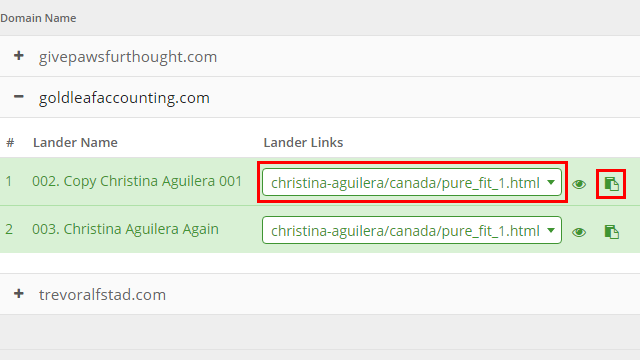 Domain Name
+ givepawsfurthought.com
− goldleafaccounting.com
# Lander Name Lander Links
1 002. Copy Christina Aguilera 001 christina-aguilera/canada/pure_fit_1.html
2 003. Christina Aguilera Again christina-aguilera/canada/pure_fit_1.html
+ trevoralfstad.com